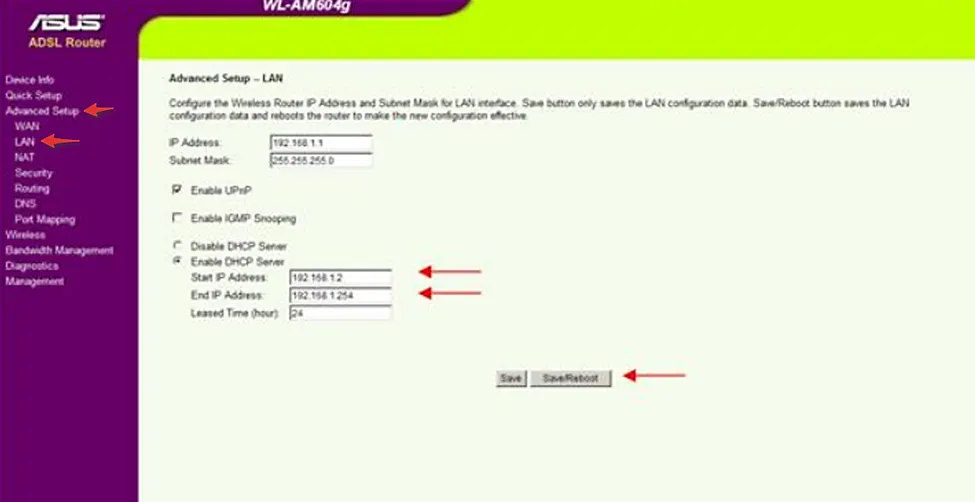 WL-AM604g
ASUS
ADSL Router
Device Info
Quick Setup
Advanced Setup
WAN
LAN
NAT
Security
Routing
DNS
Port Mapping
Wireless
Bandwidth Management
Diagnostics
Management
Advanced Setup – LAN
Configure the Wireless Router IP Address and Subnet Mask for LAN interface. Save button only saves the LAN configuration data. Save/Reboot button saves the LAN
configuration data and reboots the router to make the new configuration effective.
IP Address: 192.168.1.1
Subnet Mask: 255.255.255.0
Enable UPnP
Enable IGMP Snooping
Disable DHCP Server
Enable DHCP Server
Start IP Address: 192.168.1.2
End IP Address: 192.168.1.254
Leased Time (hour): 24
Save Save/Reboot